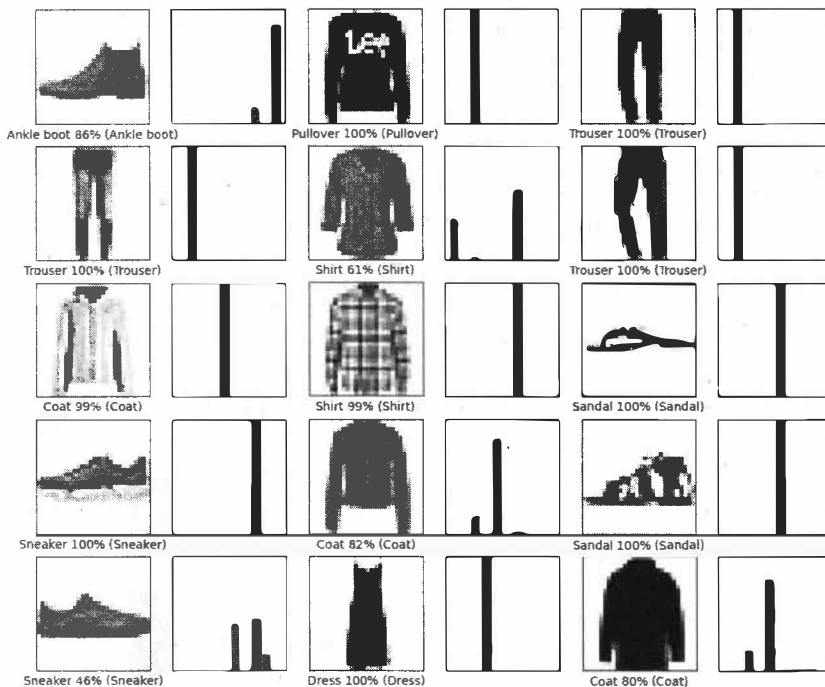 Lee
Ankle boot 86% (Ankle boot)
Pullover 100% (Pullover)
Trouser 100% (Trouser)
Trouser 100% (Trouser)
Shirt 61% (Shirt)
Trouser 100% (Trouser)
Coat 99% (Coat)
Shirt 99% (Shirt)
Sandal 100% (Sandal)
Sneaker 100% (Sneaker)
Coat 82% (Coat)
Sandal 100% (Sandal)
Sneaker 46% (Sneaker)
Dress 100% (Dress)
Coat 80% (Coat)